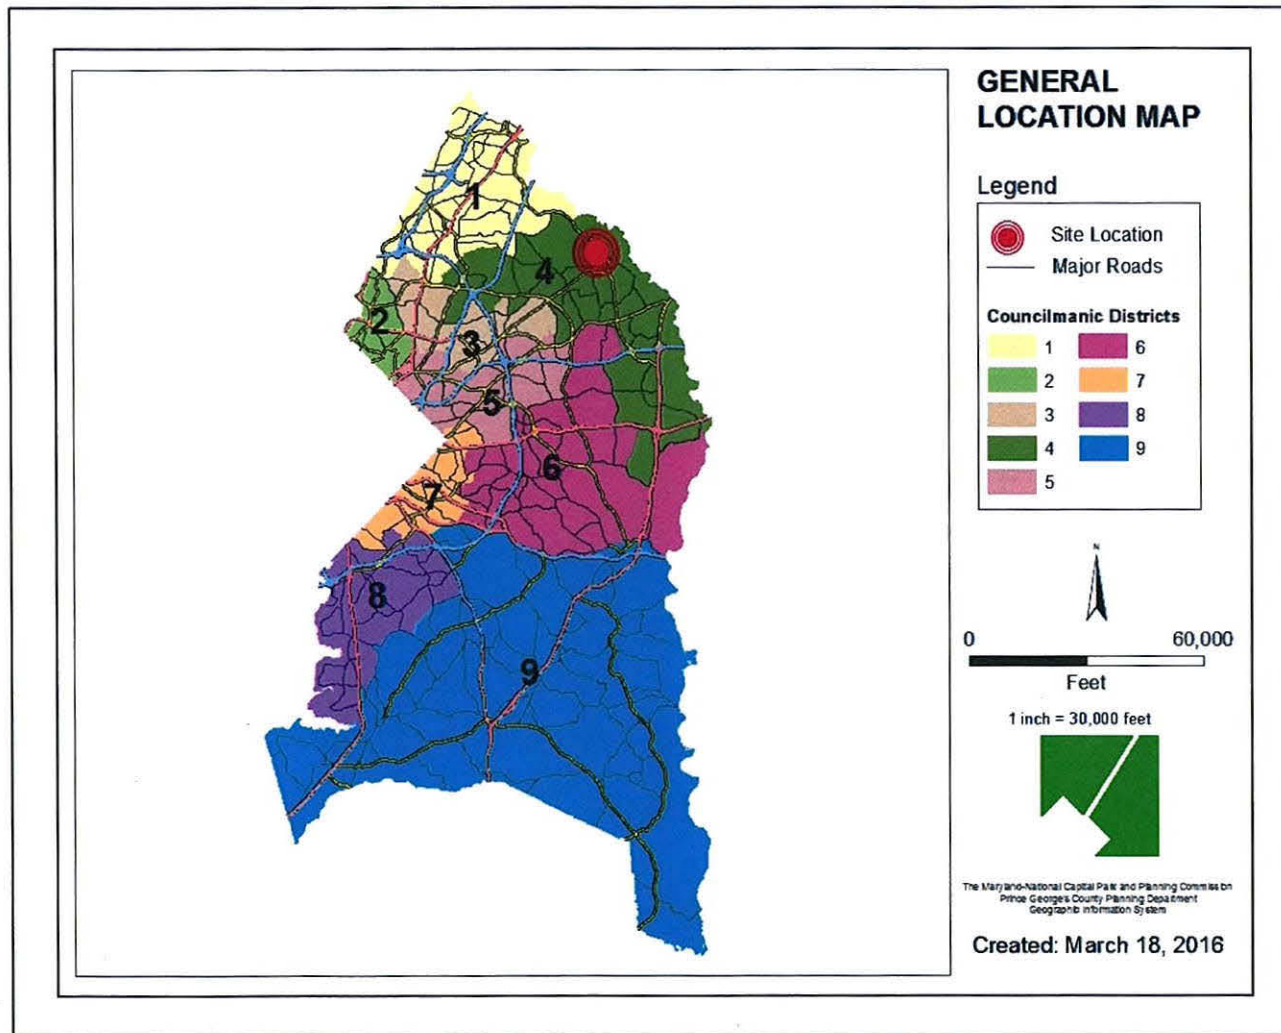 GENERAL
LOCATION MAP
Legend
Site Location
Major Roads
Councilmanic Districts
1
6
2
7
3
8
4
9
5
N
0
60,000
Feet
1 inch = 30,000 feet
The Maryland-National Capital Park and Planning Commission
Prince George's County Planning Department
Geographic Information System
Created: March 18, 2016
1
4
2
3
5
6
7
8
9